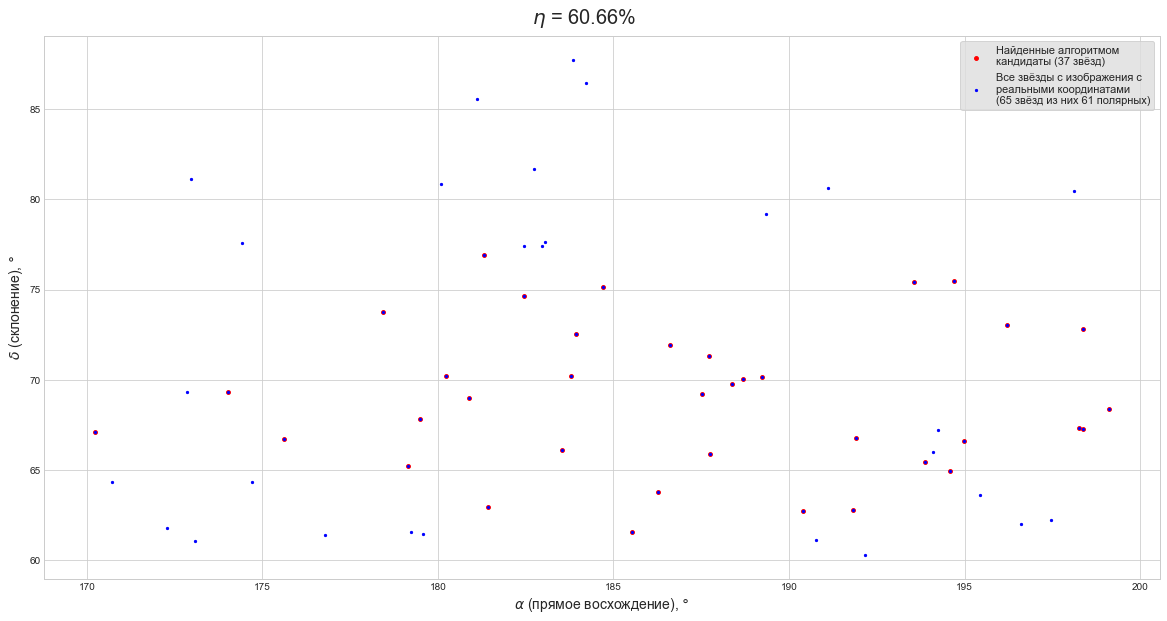 η = 60.66%
Найденные алгоритмом
кандидаты (37 звёзд)
Все звёзды с изображения с
реальными координатами
(65 звёзд из них 61 полярных)
85
80
75
70
65
60
δ (склонение), °
170
175
180
185
190
195
200
α (прямое восхождение), °